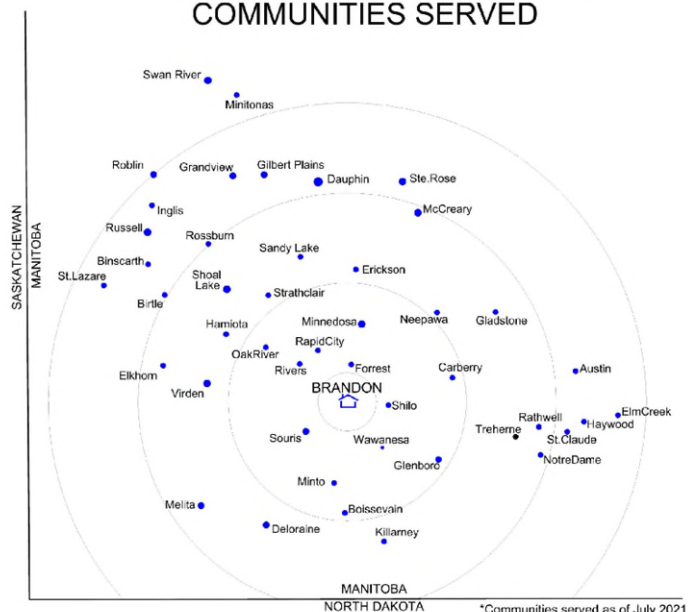 COMMUNITIES SERVED
Swan River
Minitonas
Roblin
Grandview
Gilbert Plains
Dauphin
Ste.Rose
Inglis
McCreary
Russell
Rossburn
Sandy Lake
Binscarth
Erickson
St.Lazare
Shoal
Lake
Strathclair
Birtle
SASKATCHEWAN
MANITOBA
Hamiota
Minnedosa
Neepawa
Gladstone
RapidCity
OakRiver
Rivers
Forrest
Carberry
Austin
Elkhorn
Virden
BRANDON
Shilo
ElmCreek
Rathwell
Haywood
Treherne
St.Claude
Souris
Wawanesa
NotreDame
Glenboro
Minto
Melita
Boissevain
Deloraine
Killarney
MANITOBA
NORTH DAKOTA
*Communities served as of July 2021